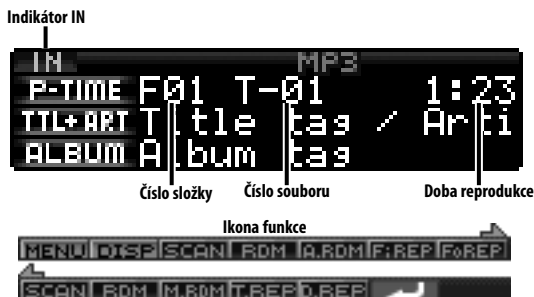 Indikátor IN
IN MP3
P-TIME F01 T-01 1:23
TTL+ART Title tag / Arti
ALBUM Album tag
Číslo složky Číslo souboru Doba reprodukce
Ikona funkce
MENU DISP SCAN RDM A.RDM F:REP FoREP
SCAN RDM M.RDM T.REP D.REP